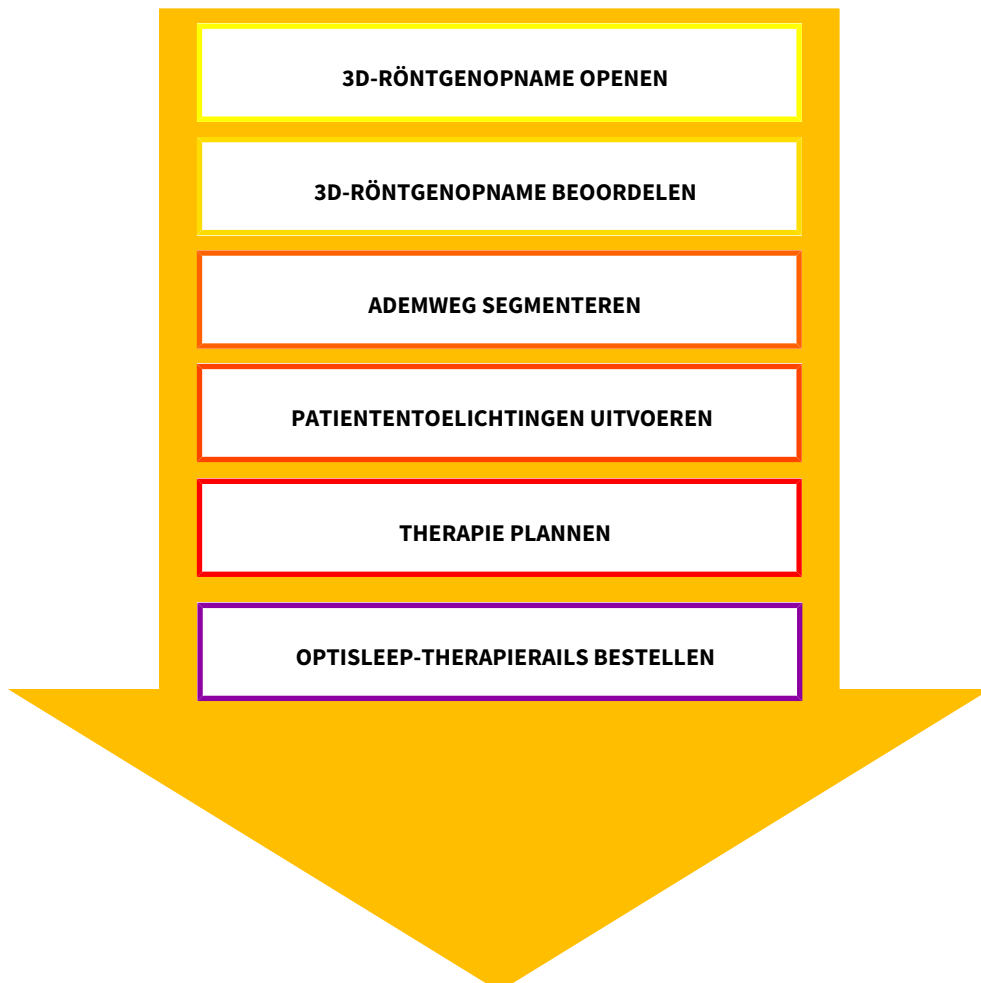 3D-RÖNTGENOPNAME OPENEN
3D-RÖNTGENOPNAME BEOORDELEN
ADEMWEG SEGMENTEREN
PATIENTENTOELICHTINGEN UITVOEREN
THERAPIE PLANNEN
OPTISLEEP-THERAPIERAILS BESTELLEN